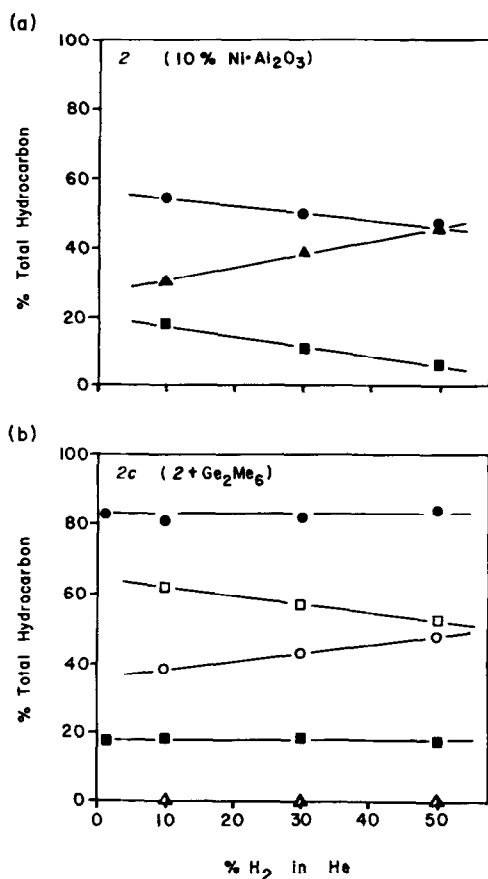 (a)
100
2 (10% Ni·Al₂O₃)
80
60
40
20
0
% Total Hydrocarbon
(b)
100
2c (2+Ge₂Me₆)
80
60
40
20
0
% Total Hydrocarbon
0 10 20 30 40 50
% H₂ in He